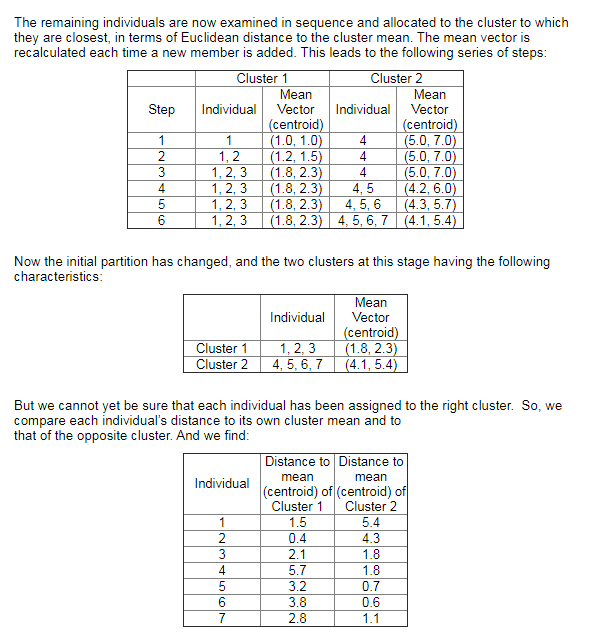 The remaining individuals are now examined in sequence and allocated to the cluster to which
they are closest, in terms of Euclidean distance to the cluster mean. The mean vector is
recalculated each time a new member is added. This leads to the following series of steps:
Cluster 1 Cluster 2
Step Individual Mean Vector (centroid) Individual Mean Vector (centroid)
1 1 (1.0, 1.0) 4 (5.0, 7.0)
2 1, 2 (1.2, 1.5) 4 (5.0, 7.0)
3 1, 2, 3 (1.8, 2.3) 4 (5.0, 7.0)
4 1, 2, 3 (1.8, 2.3) 4, 5 (4.2, 6.0)
5 1, 2, 3 (1.8, 2.3) 4, 5, 6 (4.3, 5.7)
6 1, 2, 3 (1.8, 2.3) 4, 5, 6, 7 (4.1, 5.4)
Now the initial partition has changed, and the two clusters at this stage having the following
characteristics:
Individual Mean Vector (centroid)
Cluster 1 1, 2, 3 (1.8, 2.3)
Cluster 2 4, 5, 6, 7 (4.1, 5.4)
But we cannot yet be sure that each individual has been assigned to the right cluster. So, we
compare each individual's distance to its own cluster mean and to
that of the opposite cluster. And we find:
Individual Distance to mean (centroid) of Cluster 1 Distance to mean (centroid) of Cluster 2
1 1.5 5.4
2 0.4 4.3
3 2.1 1.8
4 5.7 1.8
5 3.2 0.7
6 3.8 0.6
7 2.8 1.1